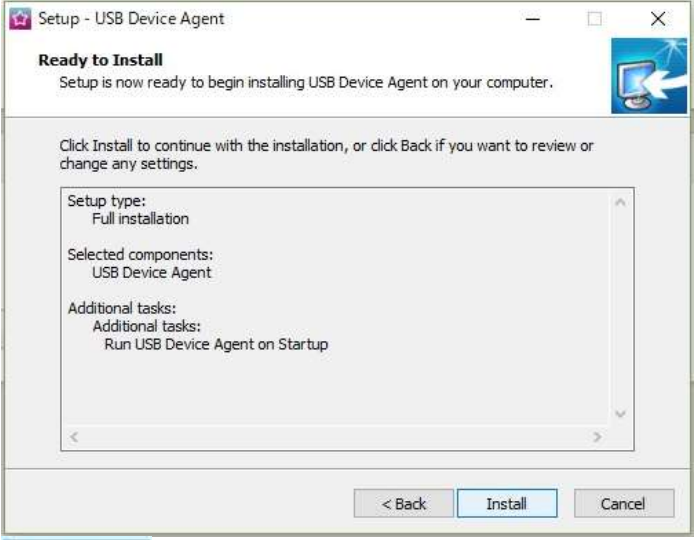 Setup - USB Device Agent
Ready to Install
Setup is now ready to begin installing USB Device Agent on your computer.
Click Install to continue with the installation, or click Back if you want to review or
change any settings.
Setup type:
Full installation
Selected components:
USB Device Agent
Additional tasks:
Additional tasks:
Run USB Device Agent on Startup
< Back
Install
Cancel